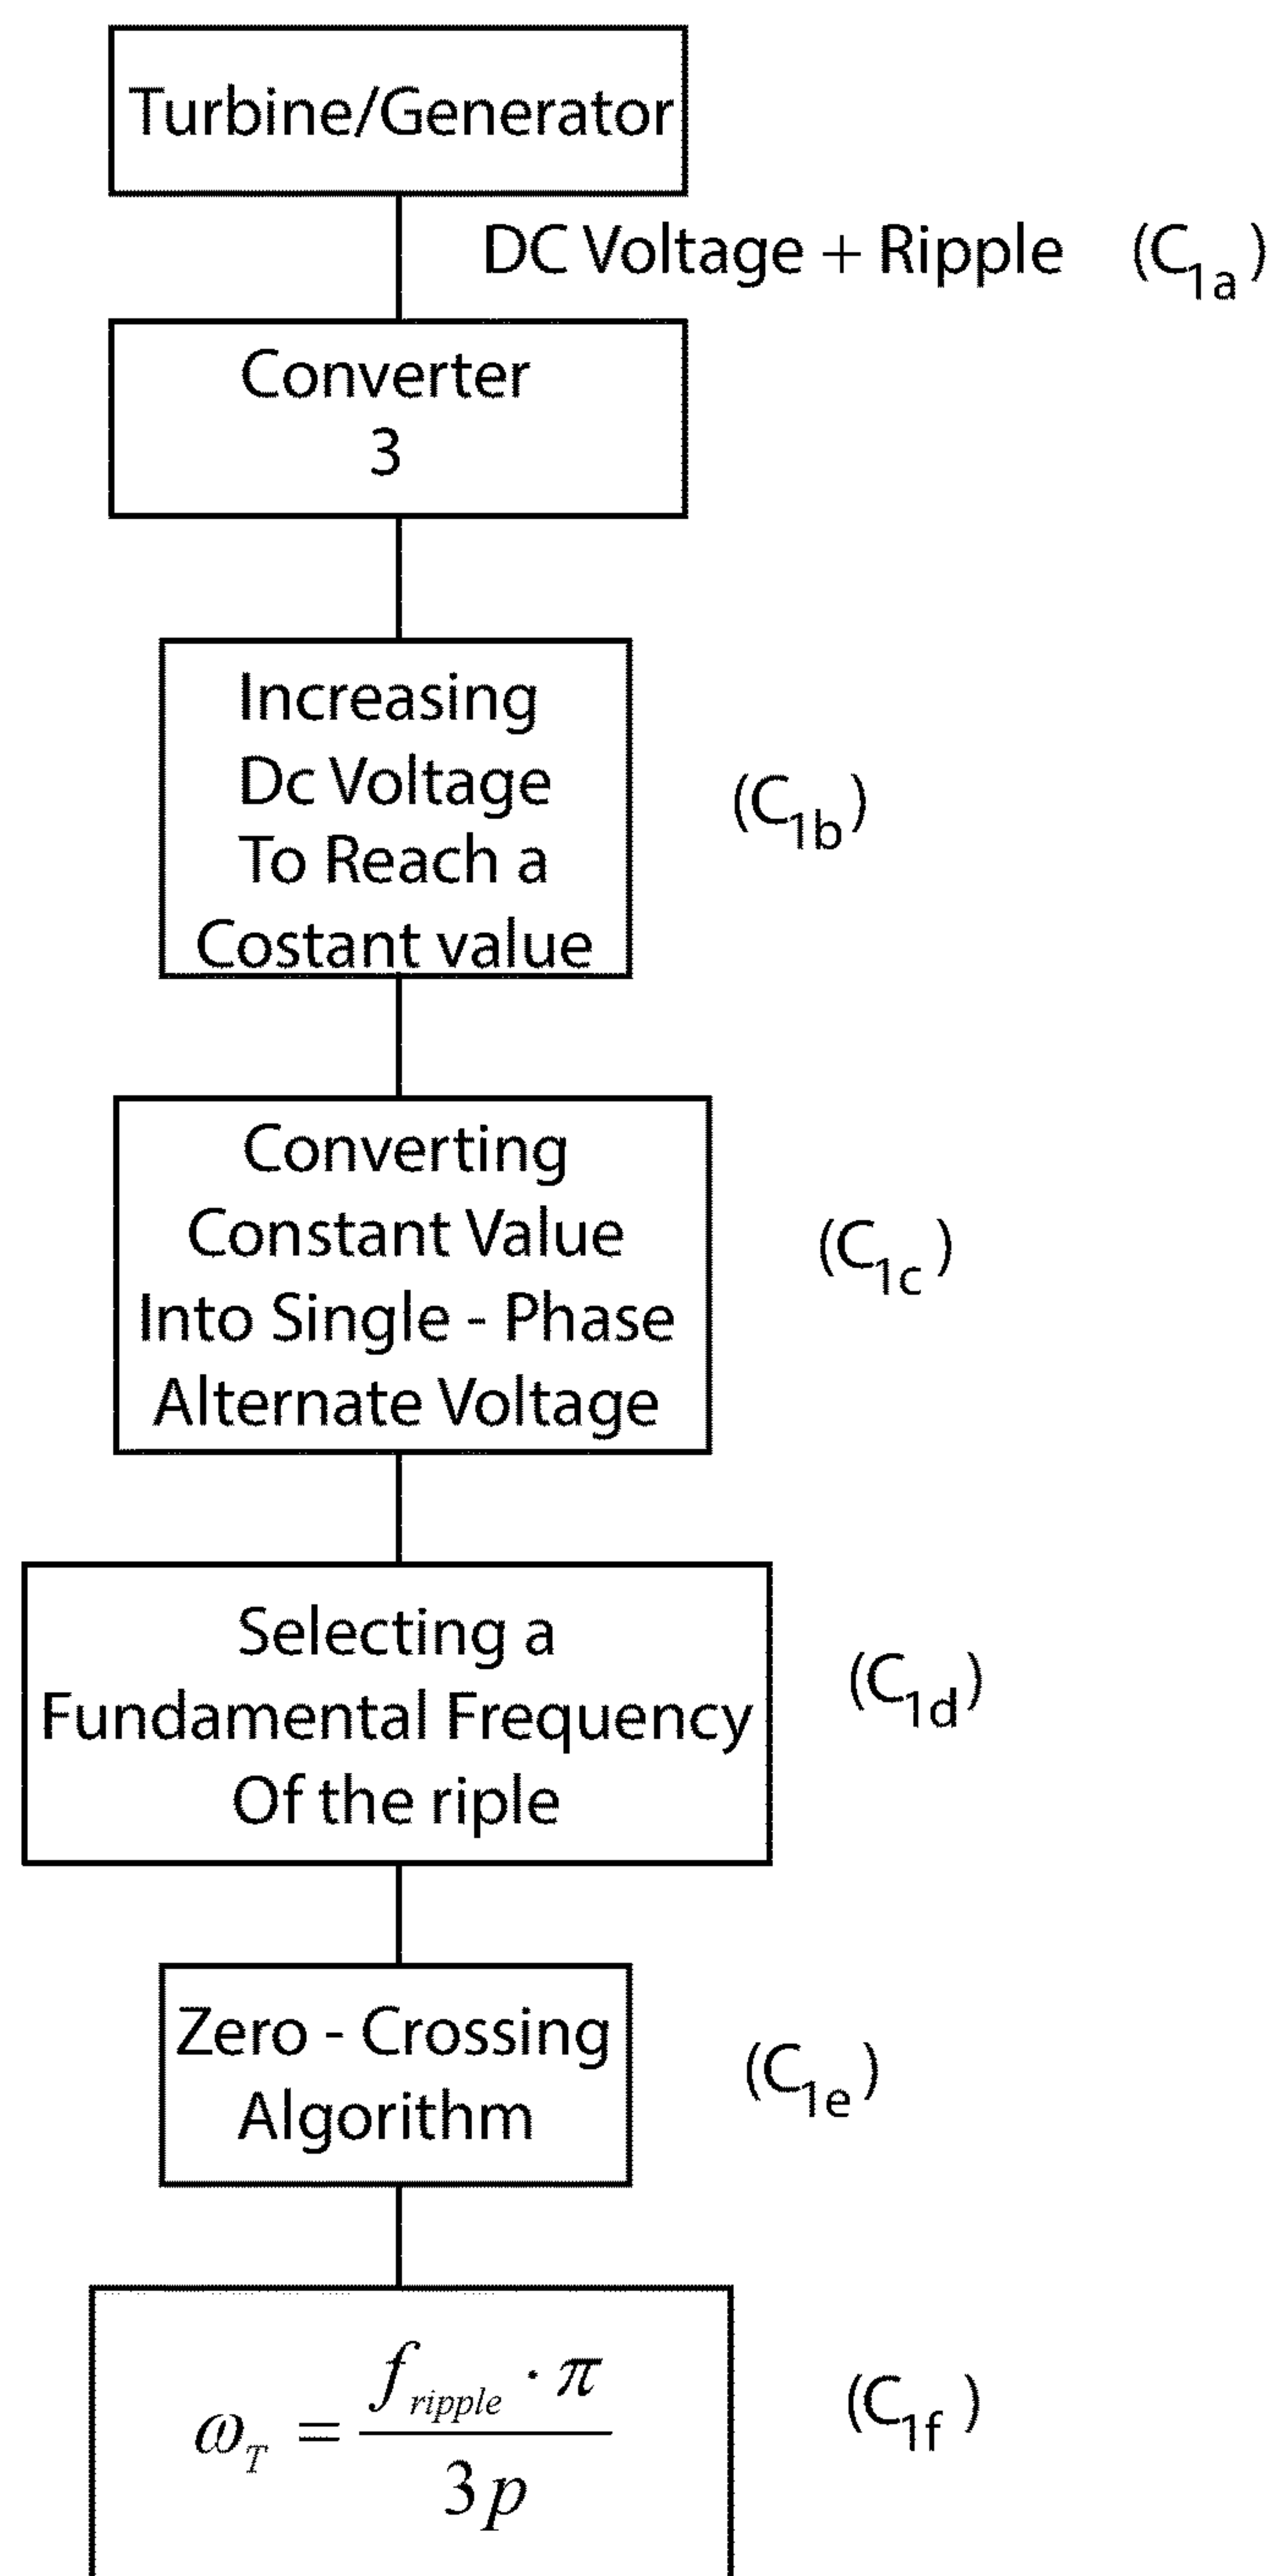 Turbine/Generator
DC Voltage + Ripple (C1a)
Converter
3
Increasing
Dc Voltage
To Reach a
Costant value
(C1b)
Converting
Constant Value
Into Single - Phase
Alternate Voltage
(C1c)
Selecting a
Fundamental Frequency
Of the riple
(C1d)
Zero - Crossing
Algorithm
(C1e)
ωT = fripple · π / 3p
(C1f)